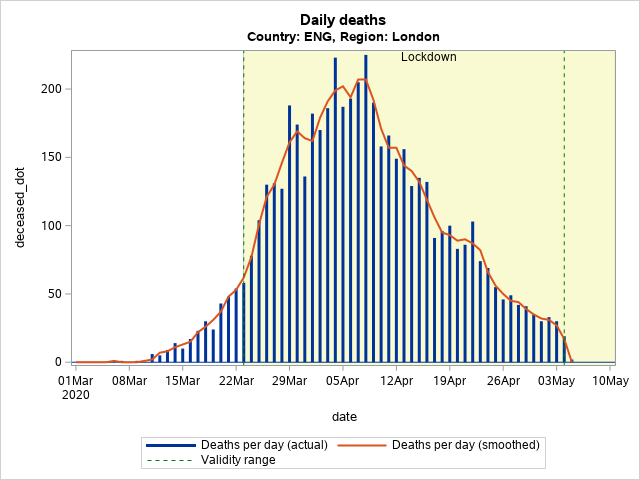 Daily deaths
Country: ENG, Region: London
Lockdown
200
150
100
50
0
deceased_dot
01Mar 08Mar 15Mar 22Mar 29Mar 05Apr 12Apr 19Apr 26Apr 03May 10May
2020
date
Deaths per day (actual) Deaths per day (smoothed)
Validity range